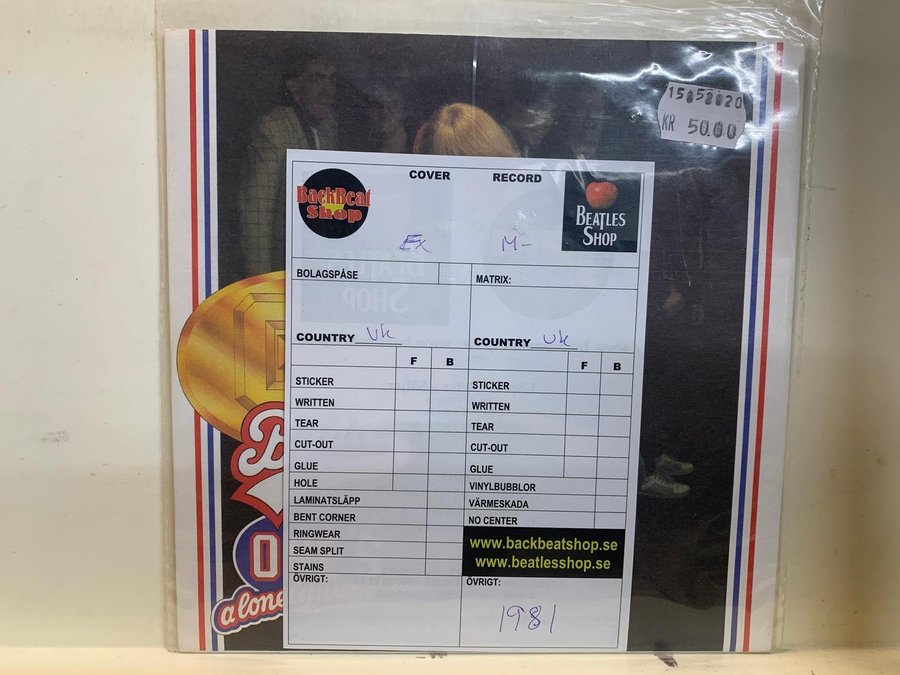 15052020
KR 50.00
BackBeat
Shop
COVER
RECORD
BEATLES
SHOP
Ex
M-
BOLAGSPÅSE
MATRIX:
COUNTRY UK
COUNTRY UK
F B
F B
STICKER
STICKER
WRITTEN
WRITTEN
TEAR
TEAR
CUT-OUT
CUT-OUT
GLUE
GLUE
HOLE
VINYLBUBBLOR
LAMINATSLÄPP
VÄRMESKADA
BENT CORNER
NO CENTER
RINGWEAR
www.backbeatshop.se
SEAM SPLIT
www.beatlesshop.se
STAINS
ÖVRIGT:
ÖVRIGT:
1981
alone